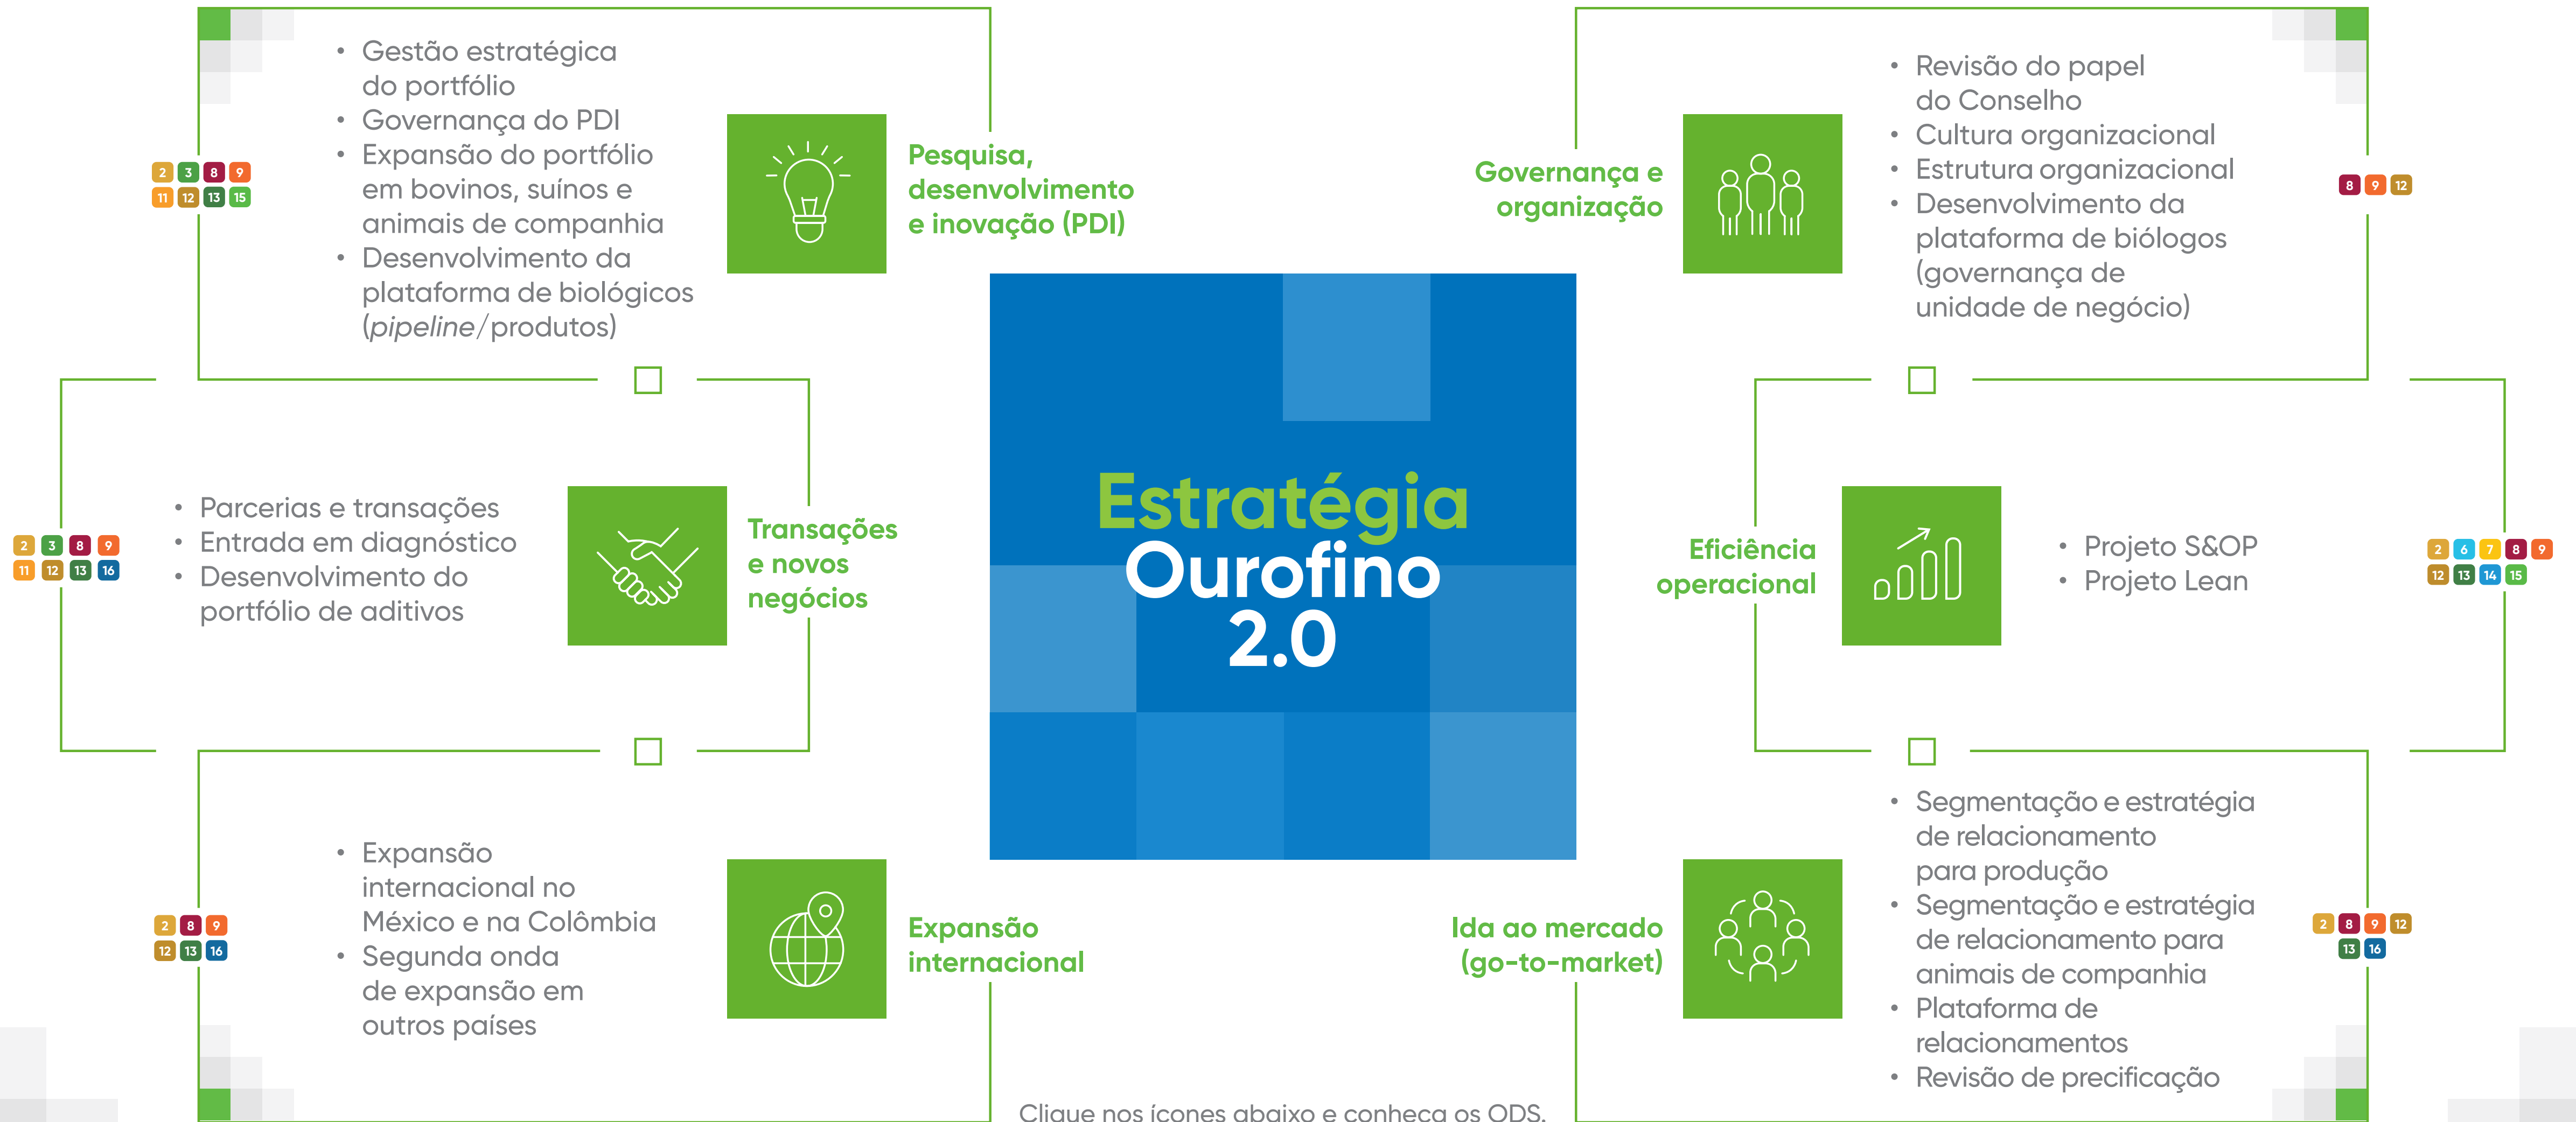 • Gestão estratégica
do portfólio
• Governança do PDI
• Expansão do portfólio
em bovinos, suínos e
animais de companhia
• Desenvolvimento da
plataforma de biológicos
(pipeline/produtos)
2 3 8 9
11 12 13 15
Pesquisa,
desenvolvimento
e inovação (PDI)
• Parcerias e transações
• Entrada em diagnóstico
• Desenvolvimento do
portfólio de aditivos
2 3 8 9
11 12 13 16
Transações
e novos
negócios
• Expansão
internacional no
México e na Colômbia
• Segunda onda
de expansão em
outros países
2 8 9
12 13 16
Expansão
internacional
Estratégia
Ourofino
2.0
Governança e
organização
• Revisão do papel
do Conselho
• Cultura organizacional
• Estrutura organizacional
• Desenvolvimento da
plataforma de biólogos
(governança de
unidade de negócio)
8 9 12
Eficiência
operacional
• Projeto S&OP
• Projeto Lean
2 6 7 8 9
12 13 14 15
Ida ao mercado
(go-to-market)
• Segmentação e estratégia
de relacionamento
para produção
• Segmentação e estratégia
de relacionamento para
animais de companhia
• Plataforma de
relacionamentos
• Revisão de precificação
2 8 9 12
13 16
Clique nos ícones abaixo e conheça os ODS.